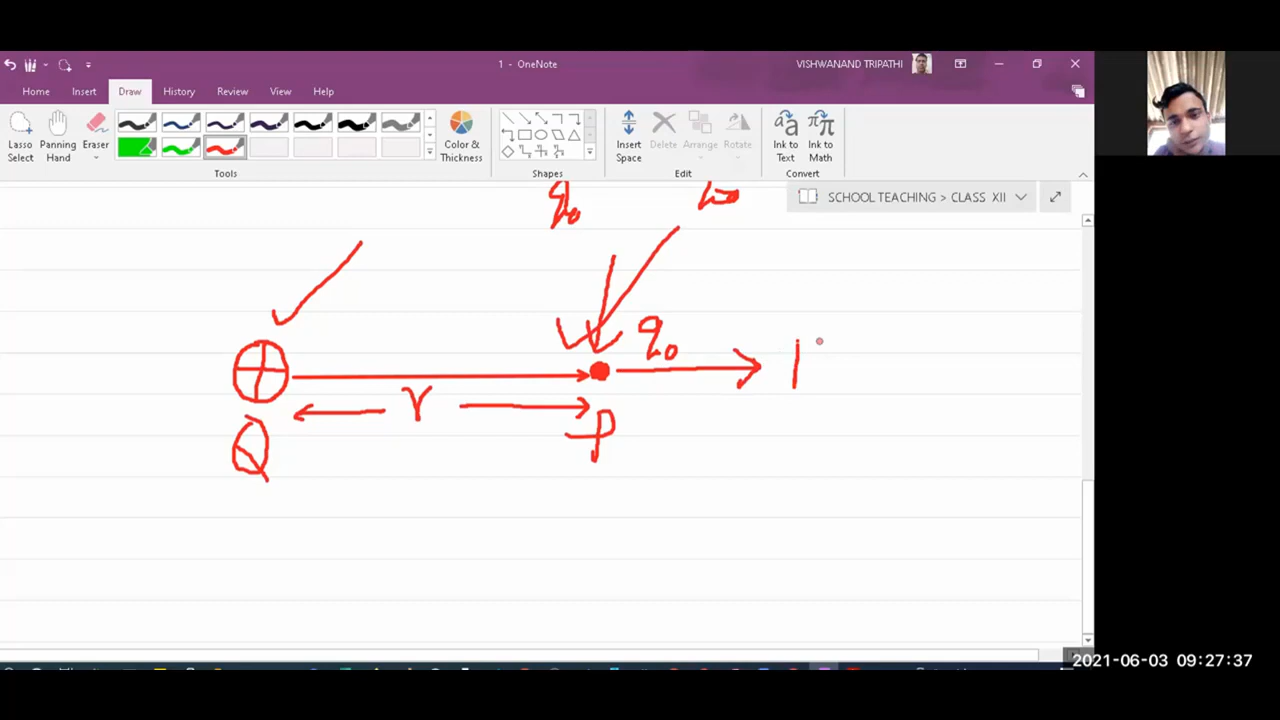 1 - OneNote
VISHWANAND TRIPATHI
Home Insert Draw History Review View Help
Lasso Select
Panning Hand
Eraser
Color & Thickness
Insert Space
Delete
Arrange
Rotate
Ink to Text
Ink to Math
Tools
Shapes
Edit
Convert
SCHOOL TEACHING > CLASS XII
q₀
q₀
r
P
Q
2021-06-03 09:27:37